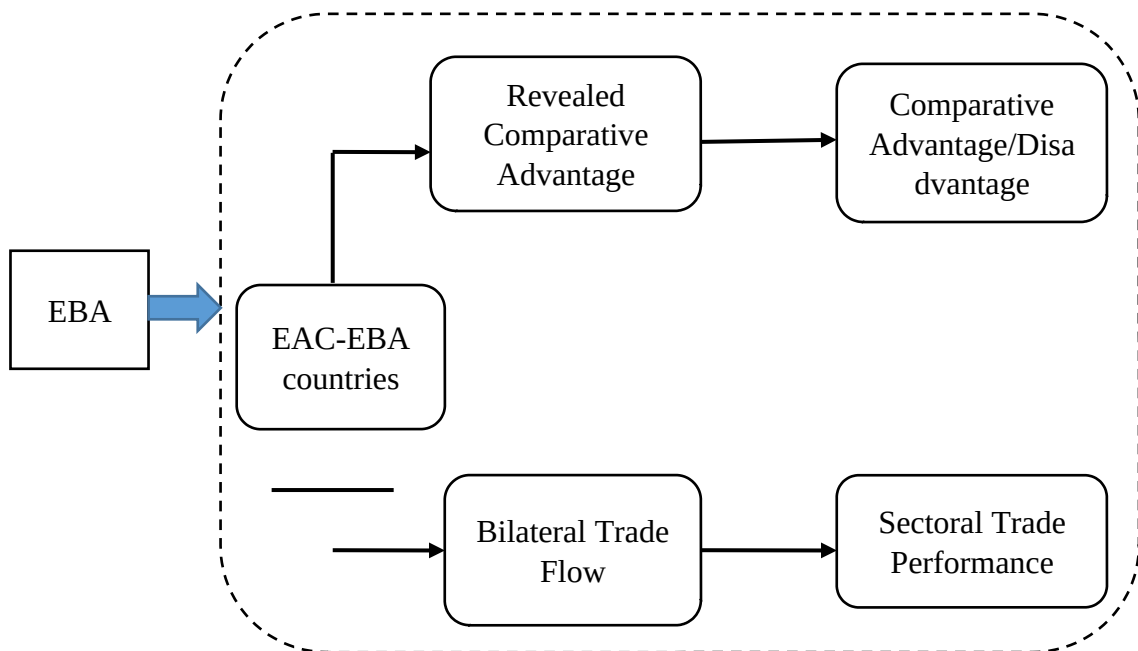 EBA
EAC-EBA
countries
Revealed
Comparative
Advantage
Comparative
Advantage/Disa
dvantage
Bilateral Trade
Flow
Sectoral Trade
Performance